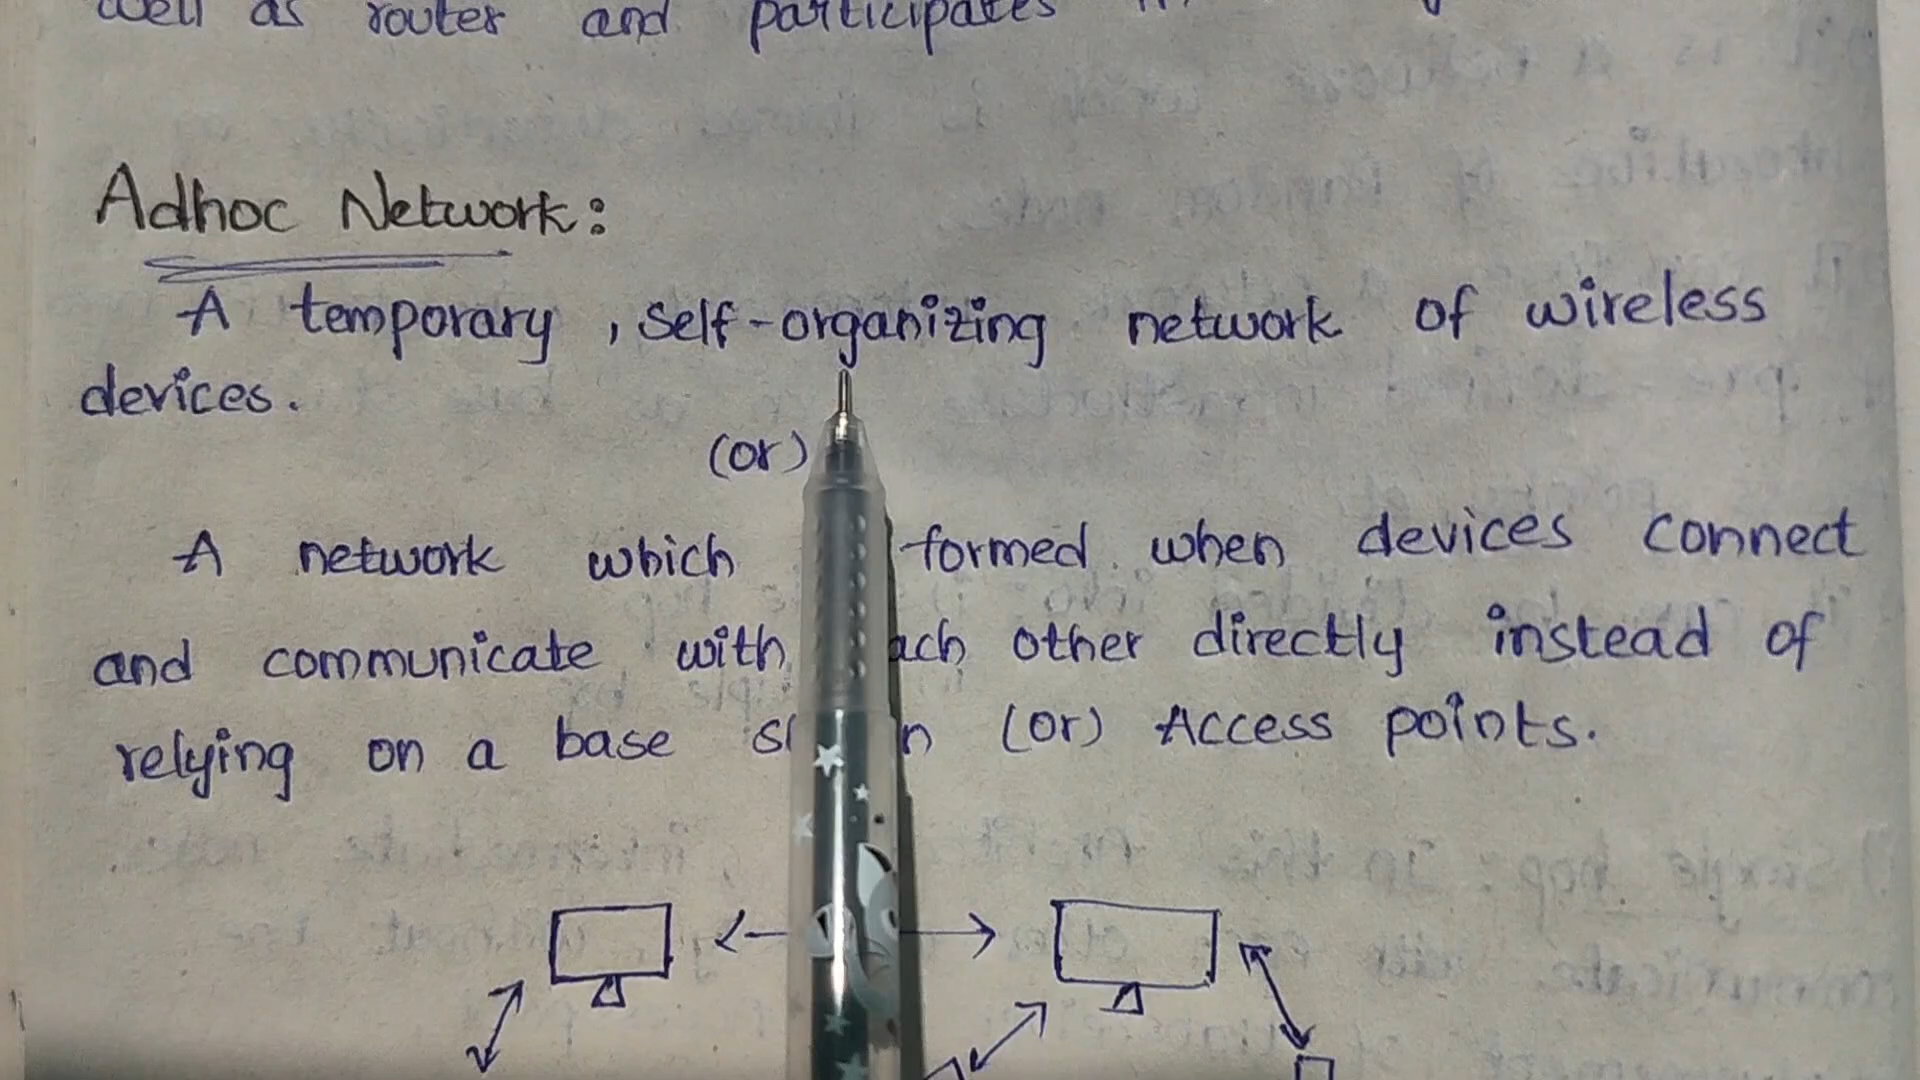 well as router and participates
Adhoc Network:
A temporary, self-organizing network of wireless
devices.
(or)
A network which formed when devices connect
and communicate with ach other directly instead of
relying on a base s n (or) Access points.